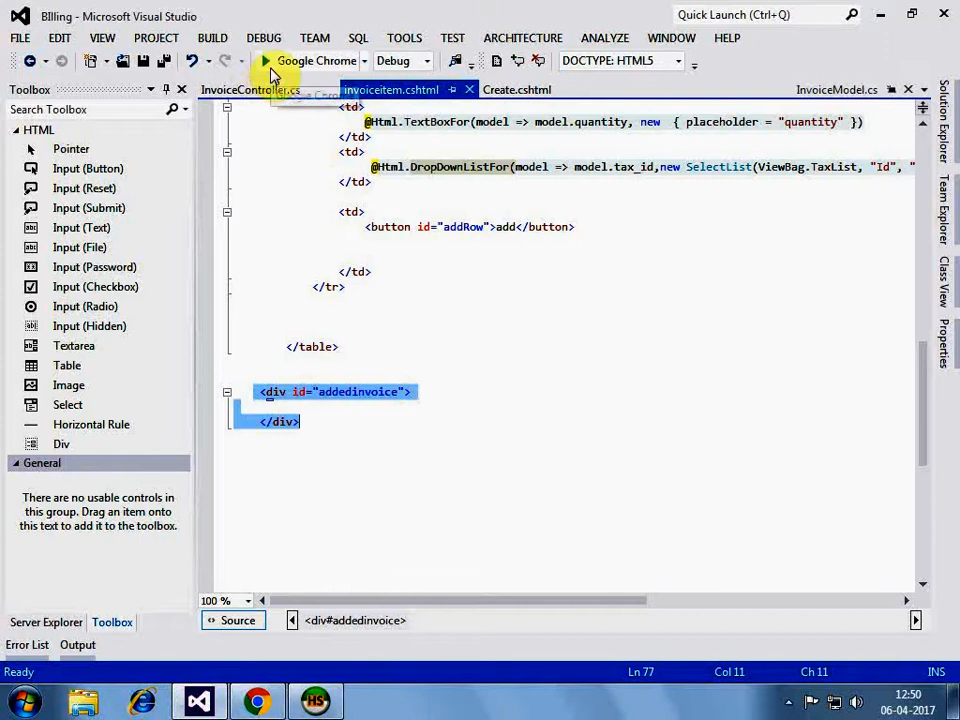 BIlling - Microsoft Visual Studio
Quick Launch (Ctrl+Q)
FILE EDIT VIEW PROJECT BUILD DEBUG TEAM SQL TOOLS TEST ARCHITECTURE ANALYZE WINDOW HELP
Google Chrome Debug DOCTYPE: HTML5
Toolbox
InvoiceController.cs invoiceitem.cshtml Create.cshtml InvoiceModel.cs
Search Toolbox
HTML
Pointer
Input (Button)
Input (Reset)
Input (Submit)
Input (Text)
Input (File)
Input (Password)
Input (Checkbox)
Input (Radio)
Input (Hidden)
Textarea
Table
Image
Select
Horizontal Rule
Div
General
There are no usable controls in
this group. Drag an item onto
this text to add it to the toolbox.
<td>
@Html.TextBoxFor(model => model.quantity, new { placeholder = "quantity" })
</td>
<td>
@Html.DropDownListFor(model => model.tax_id,new SelectList(ViewBag.TaxList, "Id", "
</td>
<td>
<button id="addRow">add</button>
</td>
</tr>
</table>
<div id="addedinvoice">
</div>
100 %
Source
<div#addedinvoice>
Solution Explorer
Team Explorer
Class View
Properties
Server Explorer Toolbox
Error List Output
Ready Ln 77 Col 11 Ch 11 INS
HS
12:50
06-04-2017